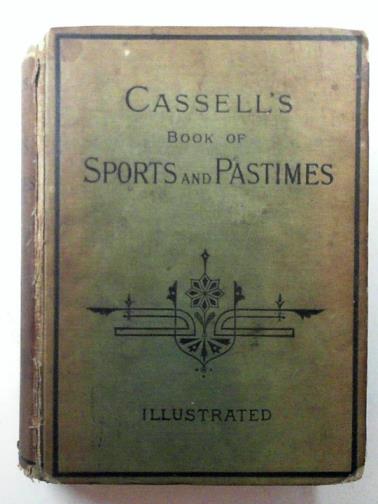 CASSELL'S
BOOK OF
SPORTS AND PASTIMES
ILLUSTRATED